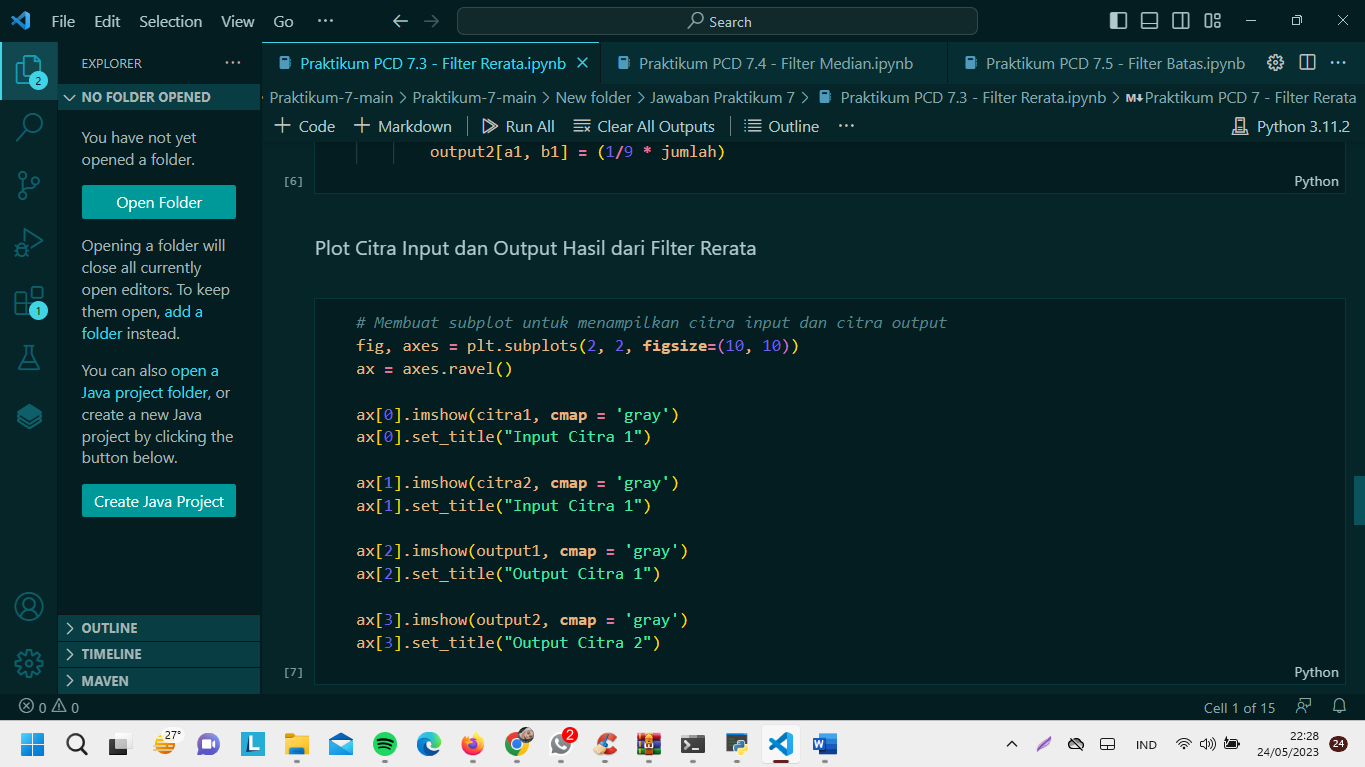 File Edit Selection View Go ··· Search
2
EXPLORER ···
NO FOLDER OPENED
You have not yet
opened a folder.
Open Folder
Opening a folder will
close all currently
open editors. To keep
them open, add a
folder instead.
You can also open a
Java project folder, or
create a new Java
project by clicking the
button below.
Create Java Project
1
OUTLINE
TIMELINE
MAVEN
Praktikum PCD 7.3 - Filter Rerata.ipynb Praktikum PCD 7.4 - Filter Median.ipynb Praktikum PCD 7.5 - Filter Batas.ipynb ···
Praktikum-7-main > Praktikum-7-main > New folder > Jawaban Praktikum 7 > Praktikum PCD 7.3 - Filter Rerata.ipynb > M↓Praktikum PCD 7 - Filter Rerata
+ Code + Markdown Run All Clear All Outputs Outline ··· Python 3.11.2
output2[a1, b1] = (1/9 * jumlah)
[6] Python
Plot Citra Input dan Output Hasil dari Filter Rerata
# Membuat subplot untuk menampilkan citra input dan citra output
fig, axes = plt.subplots(2, 2, figsize=(10, 10))
ax = axes.ravel()
ax[0].imshow(citra1, cmap = 'gray')
ax[0].set_title("Input Citra 1")
ax[1].imshow(citra2, cmap = 'gray')
ax[1].set_title("Input Citra 1")
ax[2].imshow(output1, cmap = 'gray')
ax[2].set_title("Output Citra 1")
ax[3].imshow(output2, cmap = 'gray')
ax[3].set_title("Output Citra 2")
[7] Python
0 0 Cell 1 of 15
27° L 2 W IND 22:28
24/05/2023 24